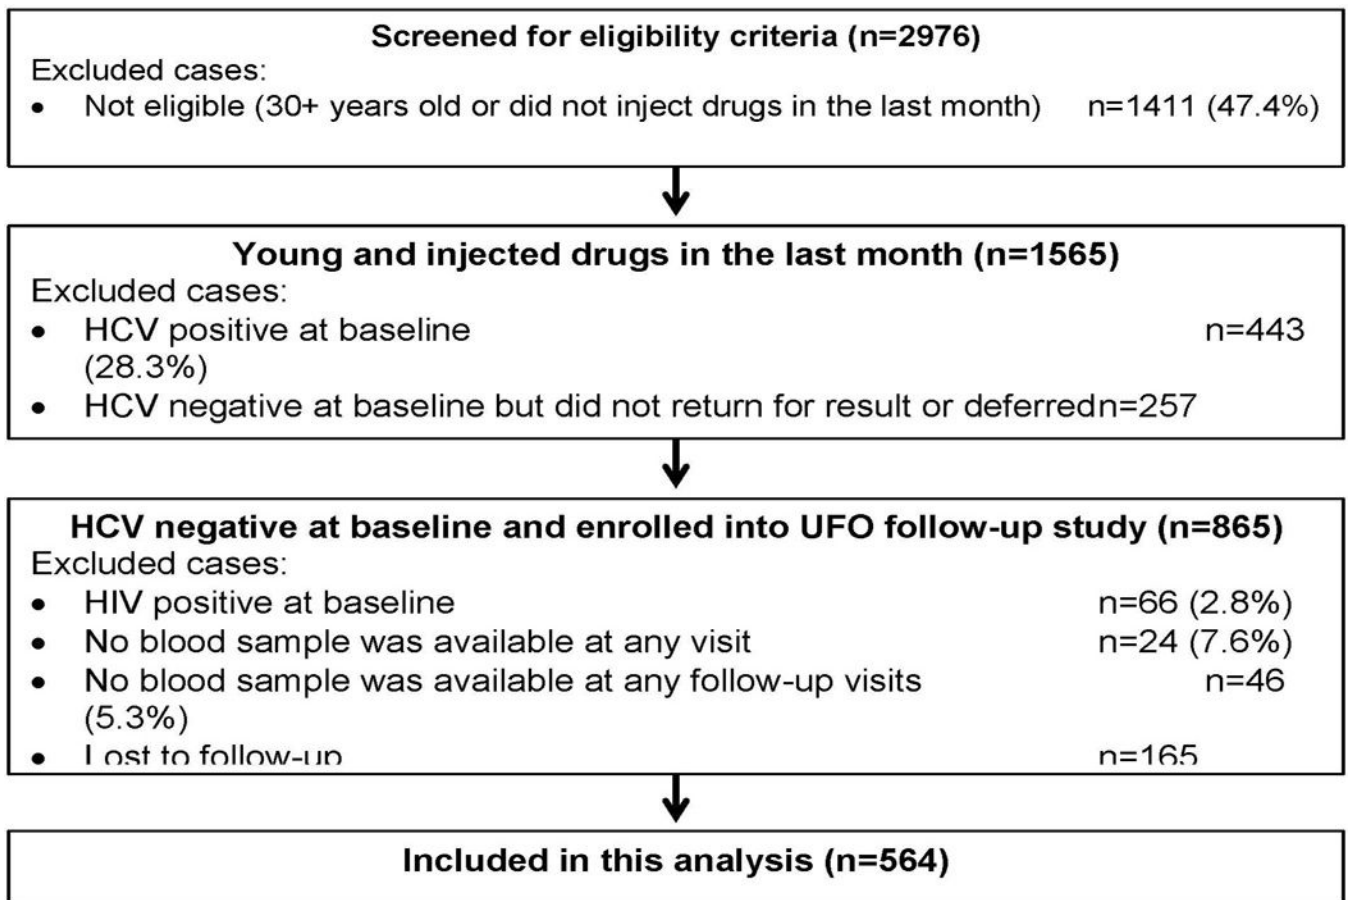 Screened for eligibility criteria (n=2976)
Excluded cases:
• Not eligible (30+ years old or did not inject drugs in the last month) n=1411 (47.4%)
Young and injected drugs in the last month (n=1565)
Excluded cases:
• HCV positive at baseline n=443
(28.3%)
• HCV negative at baseline but did not return for result or deferredn=257
HCV negative at baseline and enrolled into UFO follow-up study (n=865)
Excluded cases:
• HIV positive at baseline n=66 (2.8%)
• No blood sample was available at any visit n=24 (7.6%)
• No blood sample was available at any follow-up visits n=46
(5.3%)
• Lost to follow-up n=165
Included in this analysis (n=564)